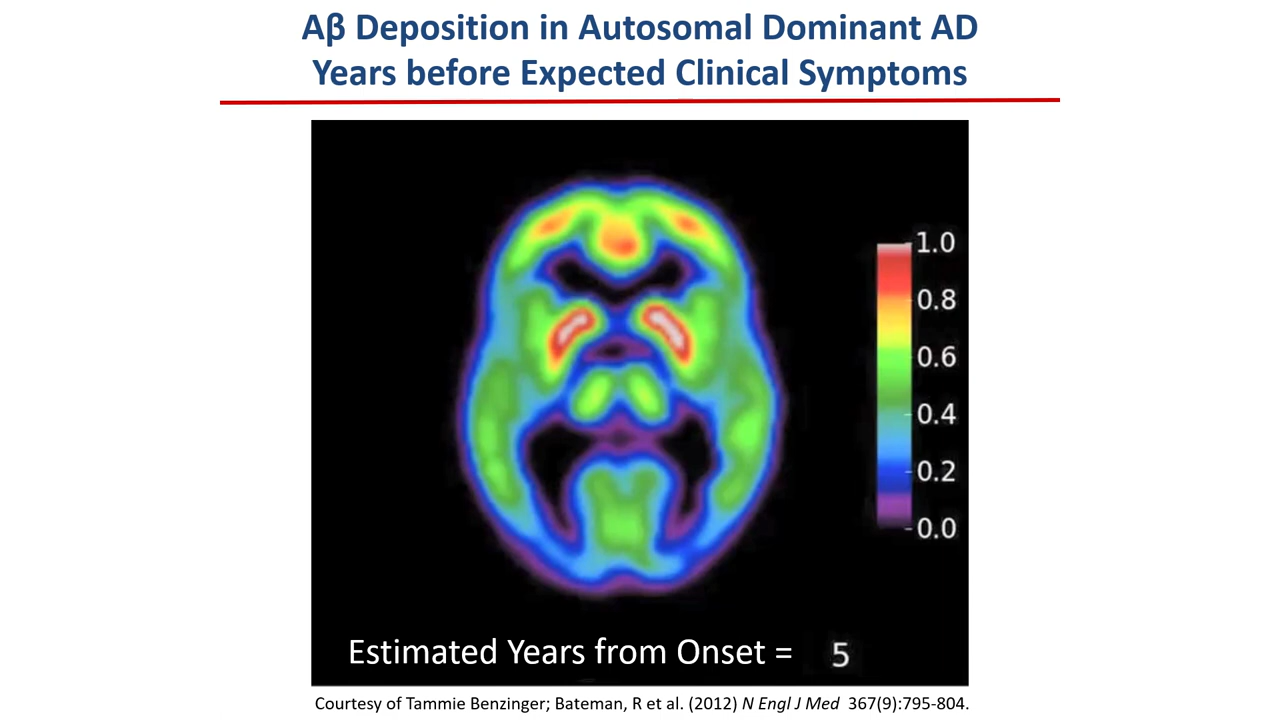 Aβ Deposition in Autosomal Dominant AD
Years before Expected Clinical Symptoms
1.0
0.8
0.6
0.4
0.2
0.0
Estimated Years from Onset = 5
Courtesy of Tammie Benzinger; Bateman, R et al. (2012) N Engl J Med 367(9):795-804.